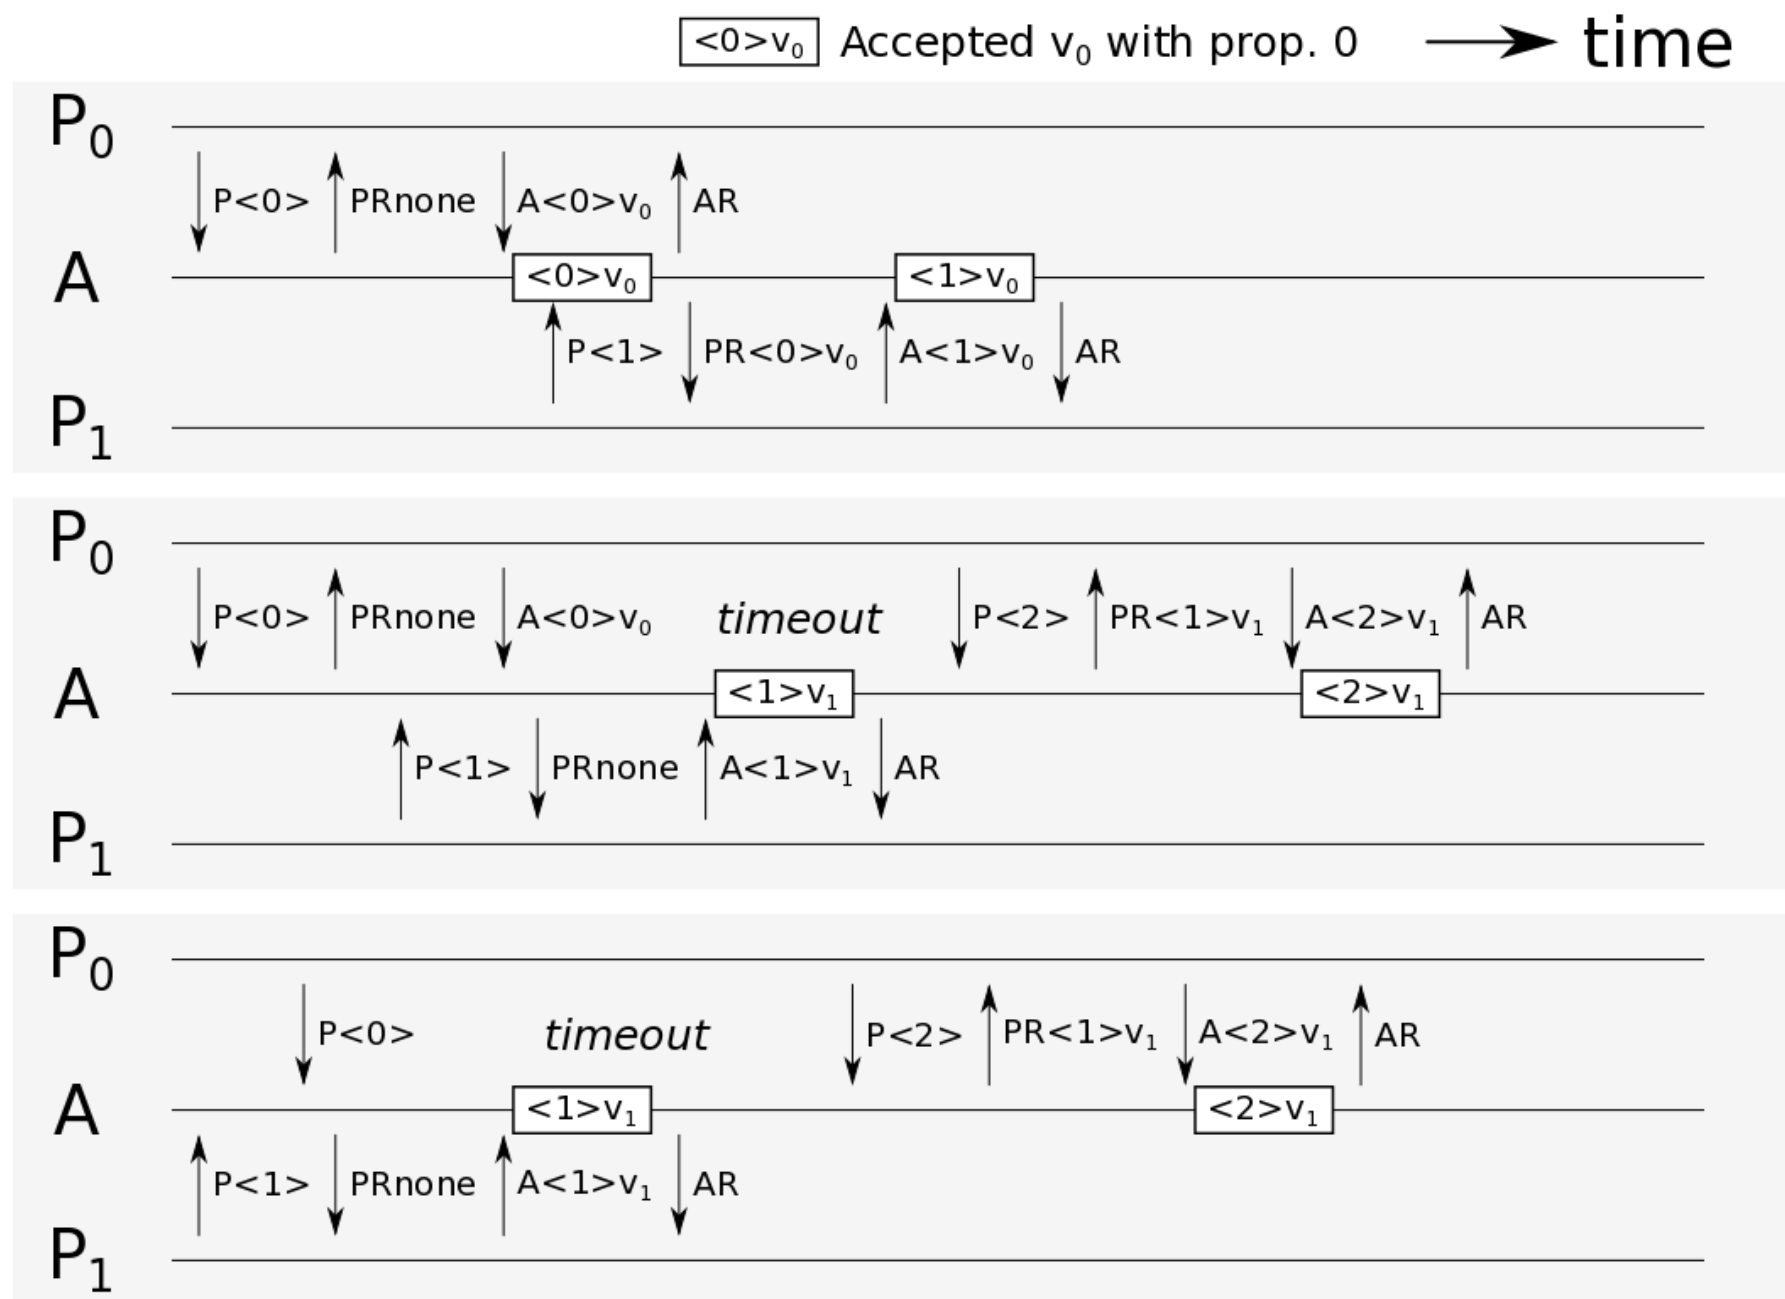 <0>v₀ Accepted v₀ with prop. 0 time
P₀
P<0> PRnone A<0>v₀ AR
A <0>v₀ <1>v₀
P<1> PR<0>v₀ A<1>v₀ AR
P₁
P₀
P<0> PRnone A<0>v₀ timeout P<2> PR<1>v₁ A<2>v₁ AR
A <1>v₁ <2>v₁
P<1> PRnone A<1>v₁ AR
P₁
P₀
P<0> timeout P<2> PR<1>v₁ A<2>v₁ AR
A <1>v₁ <2>v₁
P<1> PRnone A<1>v₁ AR
P₁